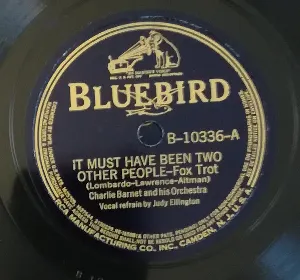 BLUEBIRD
B-10336-A
IT MUST HAVE BEEN TWO
OTHER PEOPLE-Fox Trot
(Lombardo-Lawrence-Altman)
Charlie Barnet and his Orchestra
Vocal refrain by Judy Ellington
RCA MANUFACTURING CO. INC. CAMDEN, N.J., U.S.A.